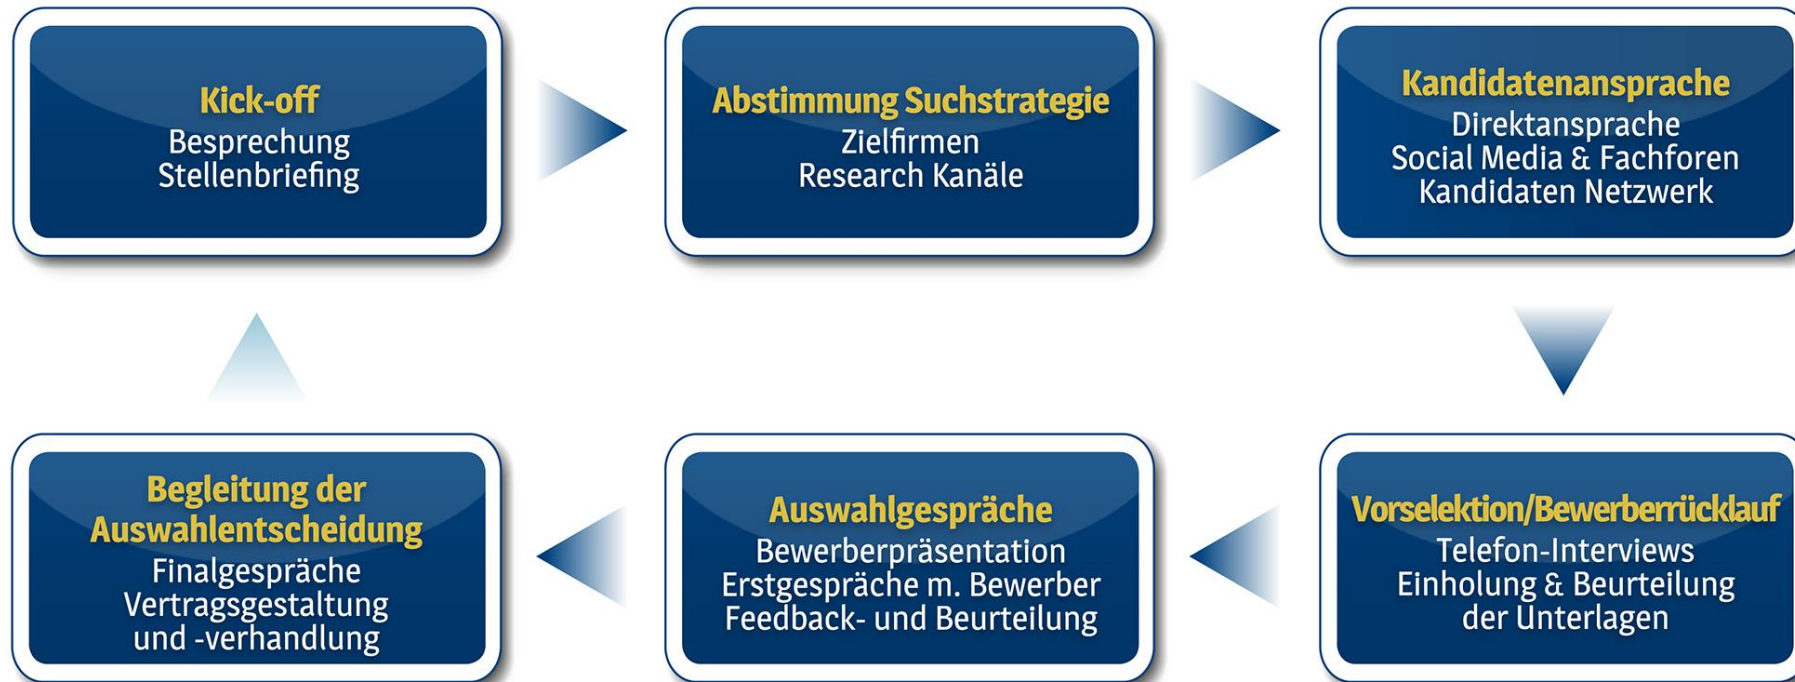 Kick-off
Besprechung
Stellenbriefing
Abstimmung Suchstrategie
Zielfirmen
Research Kanäle
Kandidatenansprache
Direktansprache
Social Media & Fachforen
Kandidaten Netzwerk
Vorselektion/Bewerberrücklauf
Telefon-Interviews
Einholung & Beurteilung
der Unterlagen
Auswahlgespräche
Bewerberpräsentation
Erstgespräche m. Bewerber
Feedback- und Beurteilung
Begleitung der
Auswahlentscheidung
Finalgespräche
Vertragsgestaltung
und -verhandlung